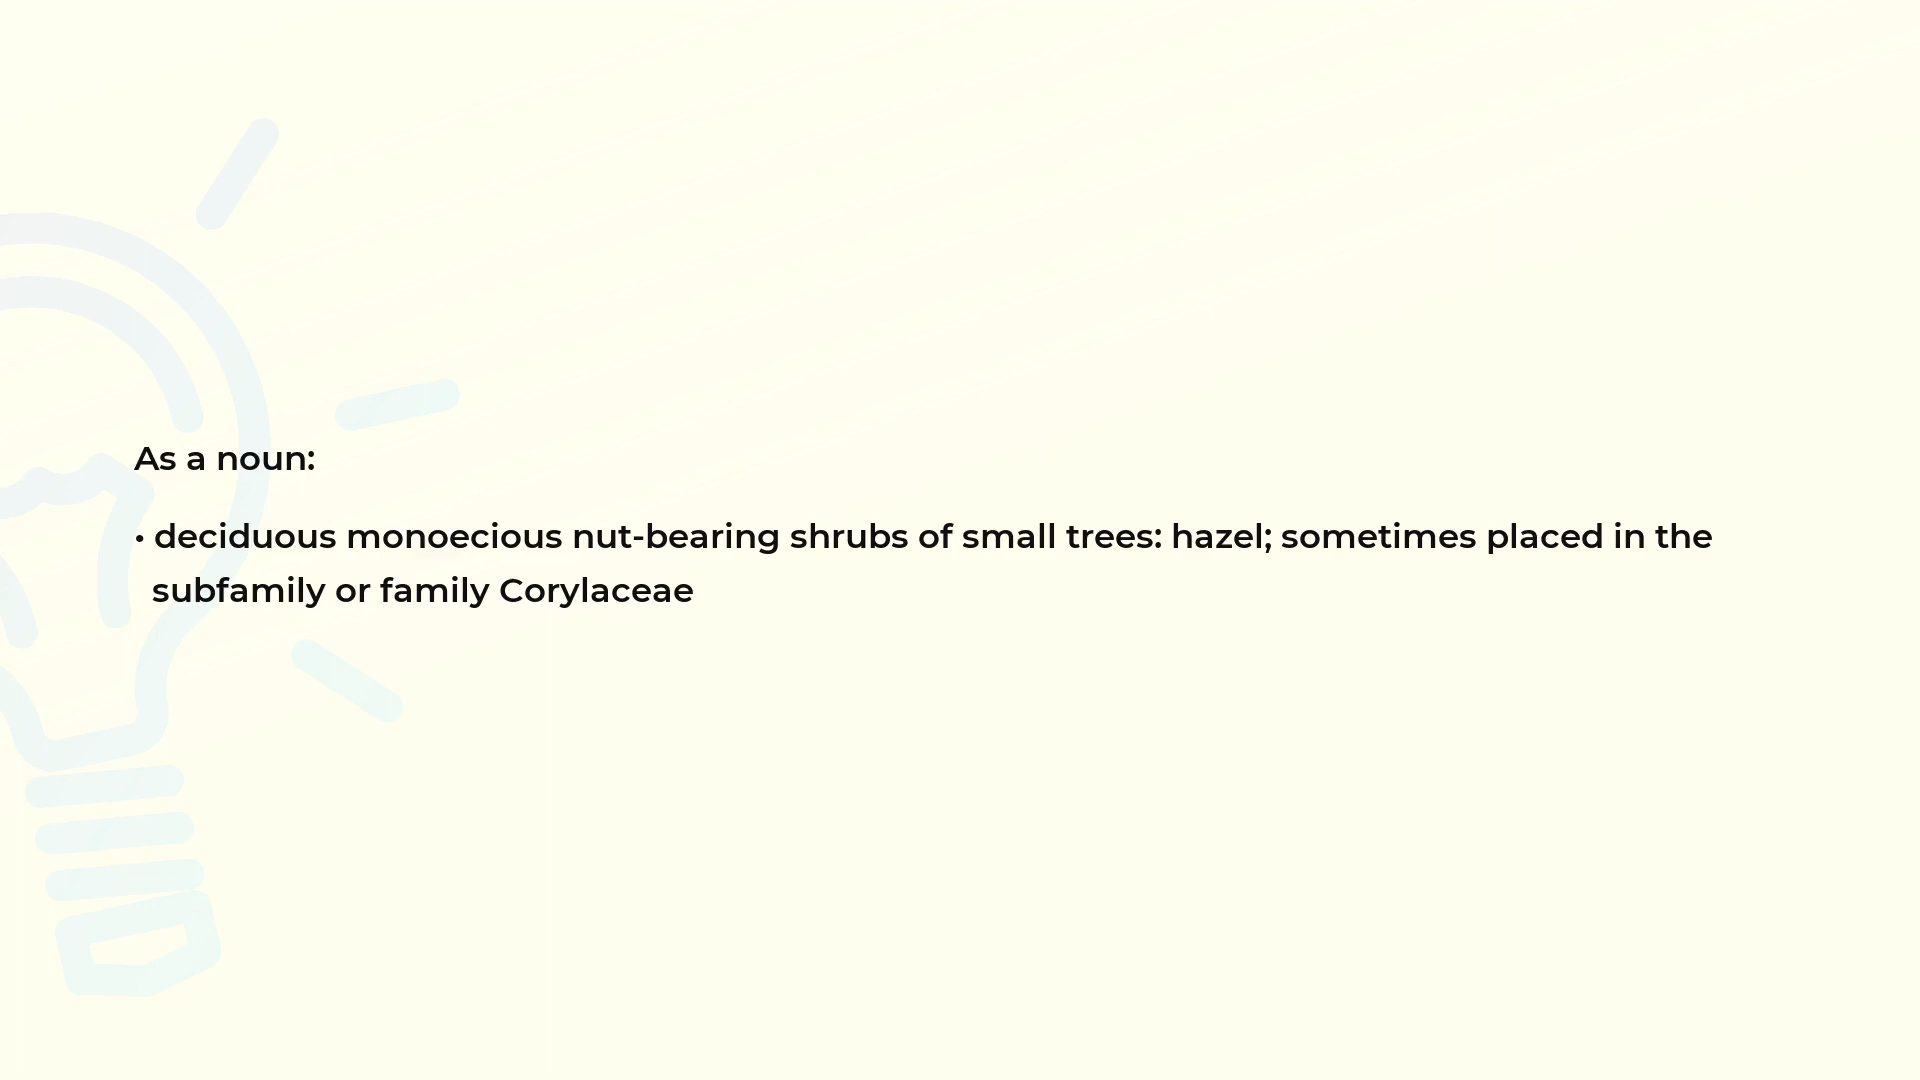 As a noun:
• deciduous monoecious nut-bearing shrubs of small trees: hazel; sometimes placed in the
subfamily or family Corylaceae